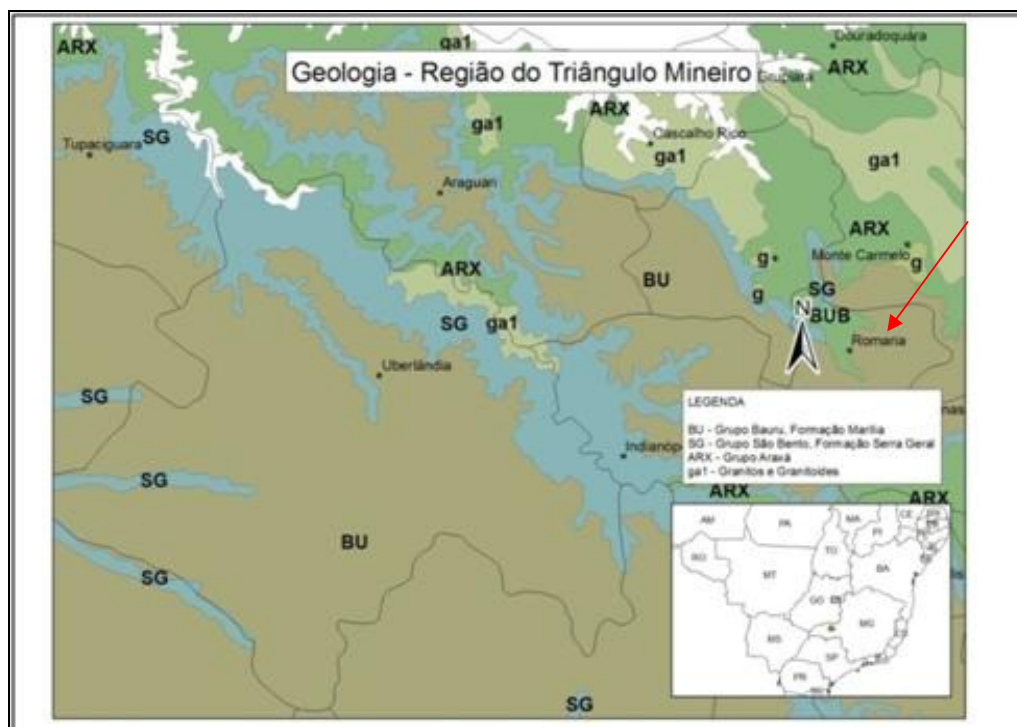 ARX
ga1
Douradoquara
Geologia - Região do Triângulo Mineiro
Grupiara
ARX
ARX
SG
Tupaciguara
ga1
Cascalho Rico
ga1
ga1
Araguari
ARX
Monte Carmelo
g
g
ARX
BU
g
SG
N
BUB
SG
ga1
Romaria
Uberlândia
SG
LEGENDA
BU - Grupo Bauru, Formação Marília
SG - Grupo São Bento, Formação Serra Geral
ARX - Grupo Araxá
ga1 - Granitos e Granitoides
SG
ARX
ARX
BU
SG
SG
AM
PA
MA
CE
PI
RO
TO
BA
MT
GO
MG
MS
SP
PR